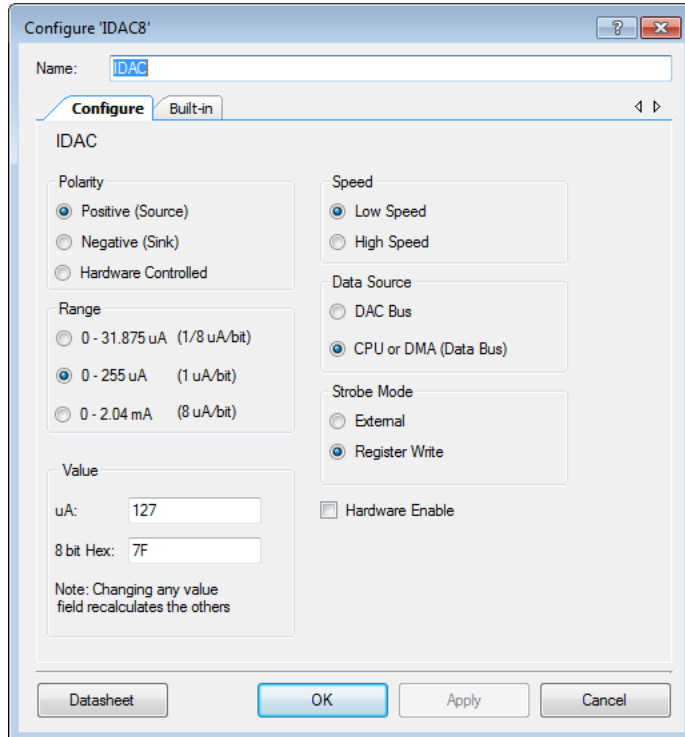 Configure 'IDAC8'
Name: IDAC
Configure Built-in
IDAC
Polarity
Positive (Source)
Negative (Sink)
Hardware Controlled
Range
0 - 31.875 uA (1/8 uA/bit)
0 - 255 uA (1 uA/bit)
0 - 2.04 mA (8 uA/bit)
Value
uA: 127
8 bit Hex: 7F
Note: Changing any value
field recalculates the others
Speed
Low Speed
High Speed
Data Source
DAC Bus
CPU or DMA (Data Bus)
Strobe Mode
External
Register Write
Hardware Enable
Datasheet OK Apply Cancel